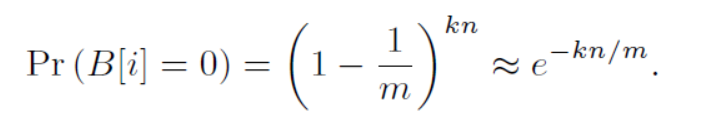 Pr (B[i] = 0) = (1 − 1/m)^{kn} ≈ e^{−kn/m}.